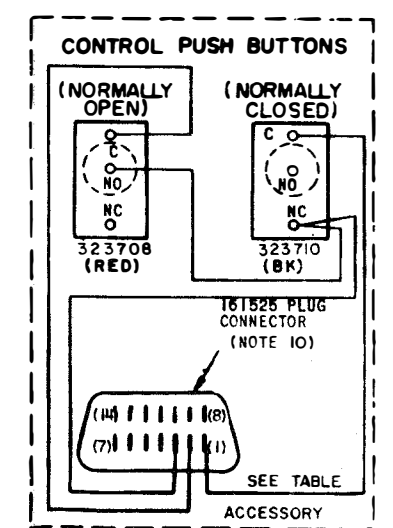 CONTROL PUSH BUTTONS
(NORMALLY
OPEN)
(NORMALLY
CLOSED)
C
NO
NC
323708
(RED)
C
NO
NC
323710
(BK)
161525 PLUG
CONNECTOR
(NOTE 10)
(14) (8)
(7) (1)
SEE TABLE
ACCESSORY